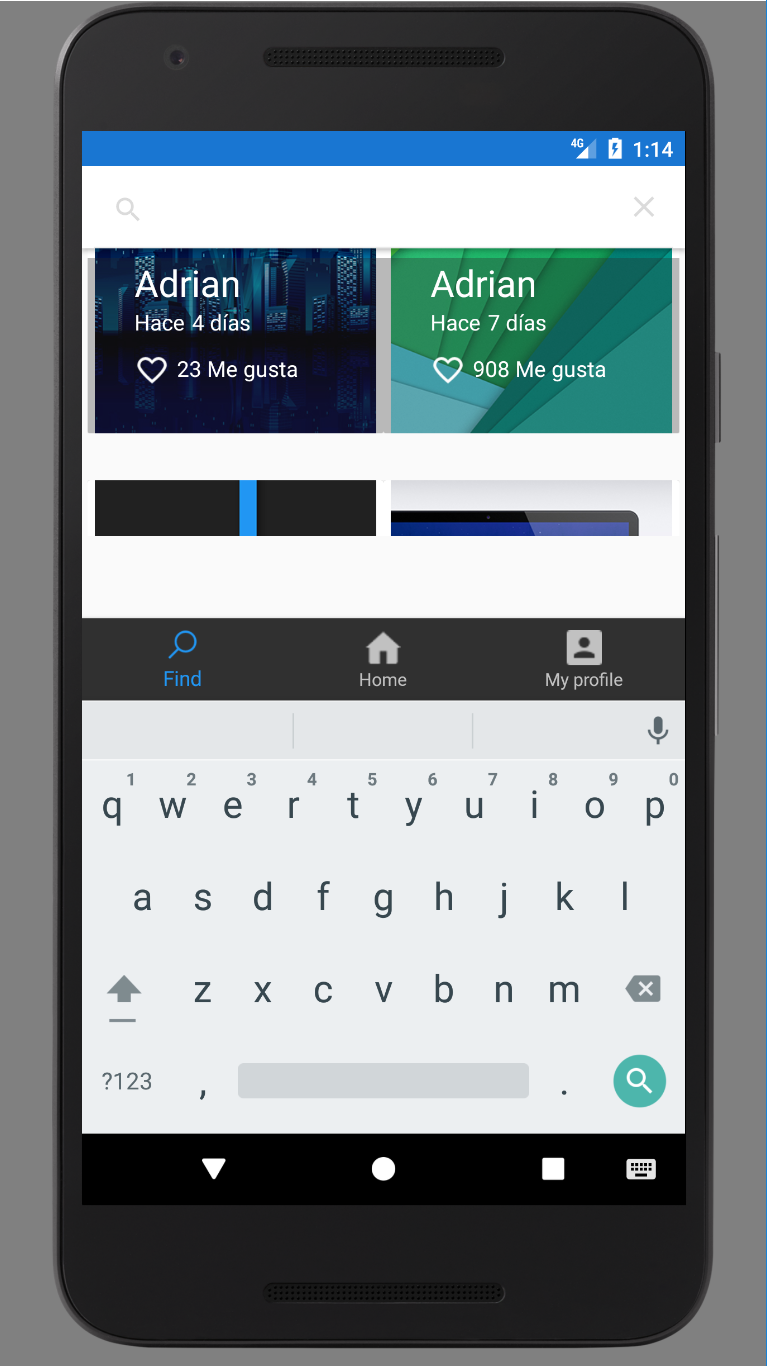 4G 1:14
Adrian Adrian
Hace 4 días Hace 7 días
23 Me gusta 908 Me gusta
Find Home My profile
1 2 3 4 5 6 7 8 9 0
q w e r t y u i o p
a s d f g h j k l
z x c v b n m
?123 , .